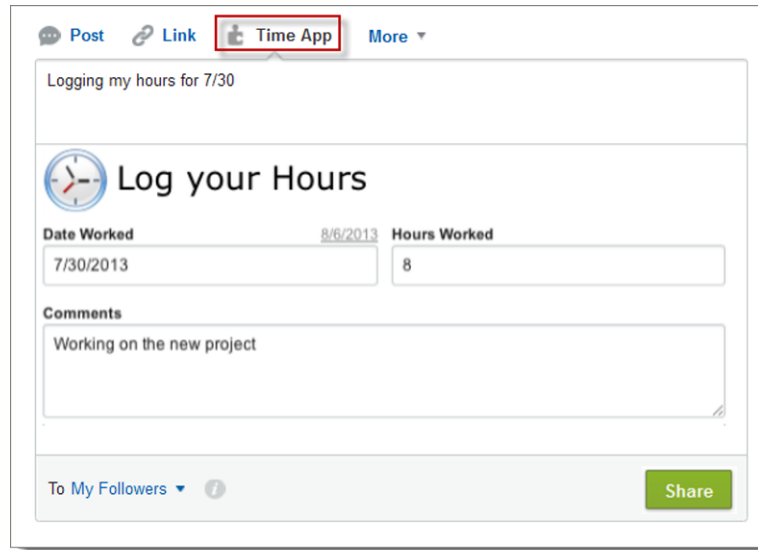 Post Link Time App More
Logging my hours for 7/30
Log your Hours
Date Worked 8/6/2013 Hours Worked
7/30/2013 8
Comments
Working on the new project
To My Followers Share